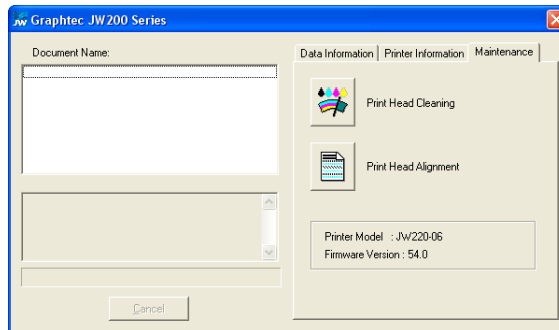 JW Graphtec JW200 Series
Document Name:
Cancel
Data Information
Printer Information
Maintenance
Print Head Cleaning
Print Head Alignment
Printer Model : JW220-06
Firmware Version : 54.0